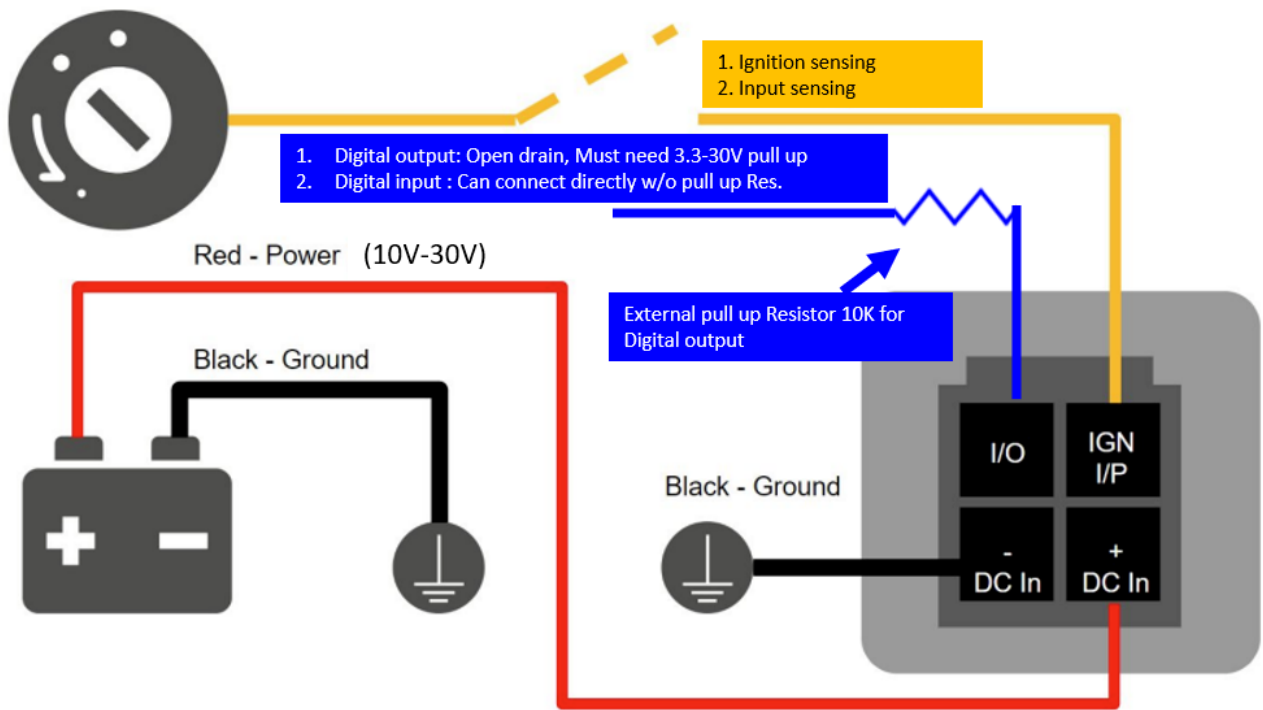 1. Ignition sensing
2. Input sensing
1. Digital output: Open drain, Must need 3.3-30V pull up
2. Digital input : Can connect directly w/o pull up Res.
Red - Power (10V-30V)
External pull up Resistor 10K for
Digital output
Black - Ground
I/O
IGN
I/P
Black - Ground
-
DC In
+
DC In